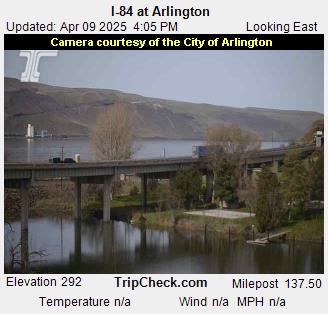 I-84 at Arlington
Updated: Apr 09 2025 4:05 PM Looking East
Camera courtesy of the City of Arlington
Elevation 292 TripCheck.com Milepost 137.50
Temperature n/a Wind n/a MPH n/a